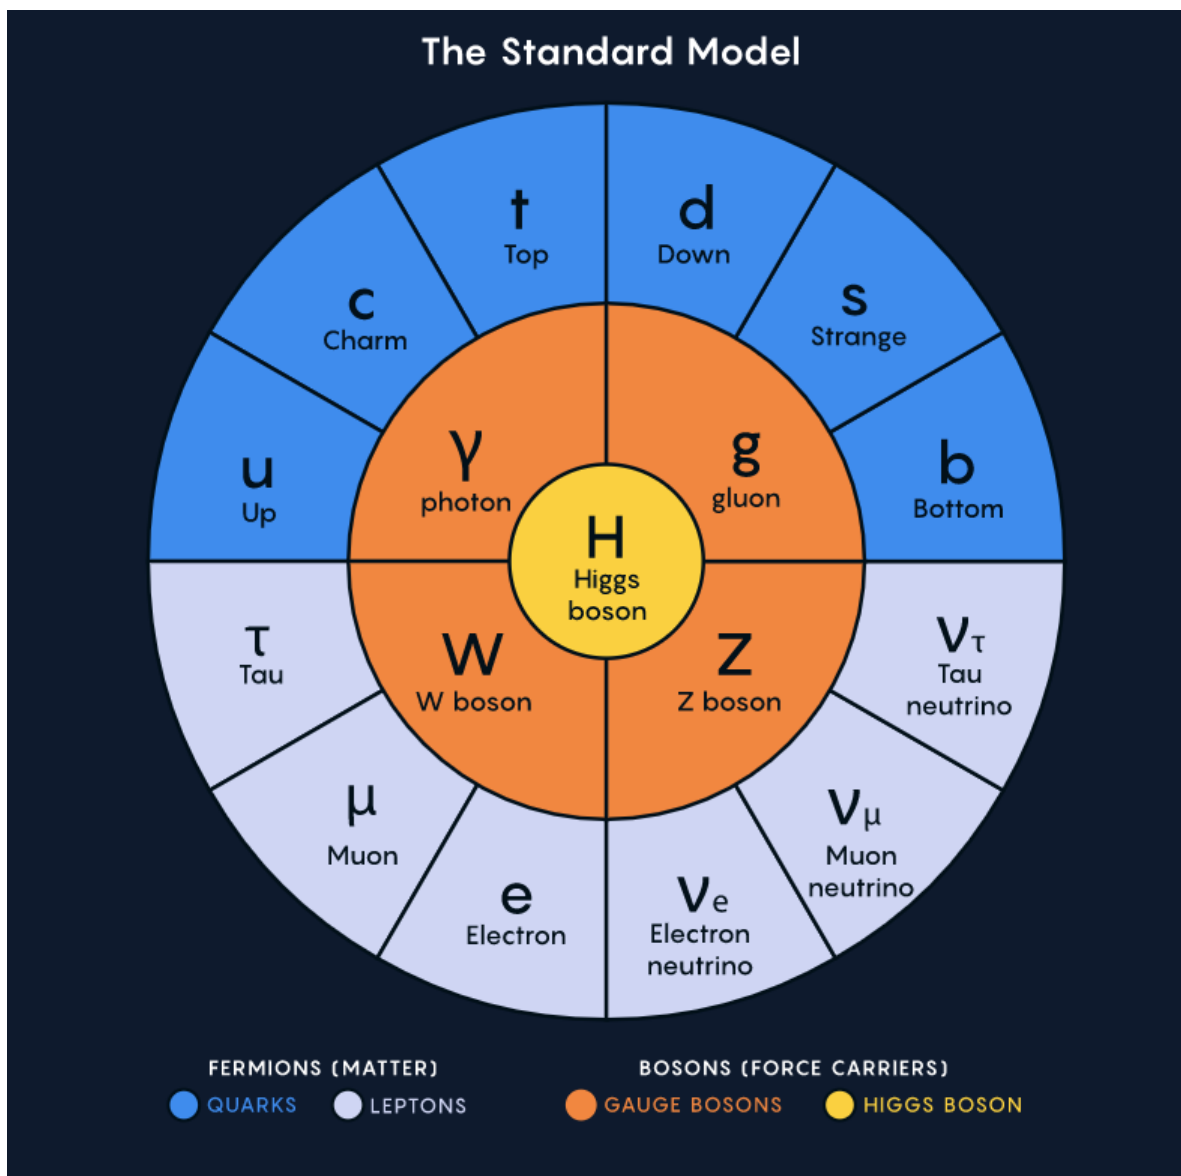 The Standard Model
t
Top
d
Down
c
Charm
s
Strange
u
Up
b
Bottom
γ
photon
g
gluon
H
Higgs
boson
W
W boson
Z
Z boson
τ
Tau
ντ
Tau
neutrino
μ
Muon
νμ
Muon
neutrino
e
Electron
νe
Electron
neutrino
FERMIONS (MATTER)
QUARKS
LEPTONS
BOSONS (FORCE CARRIERS)
GAUGE BOSONS
HIGGS BOSON